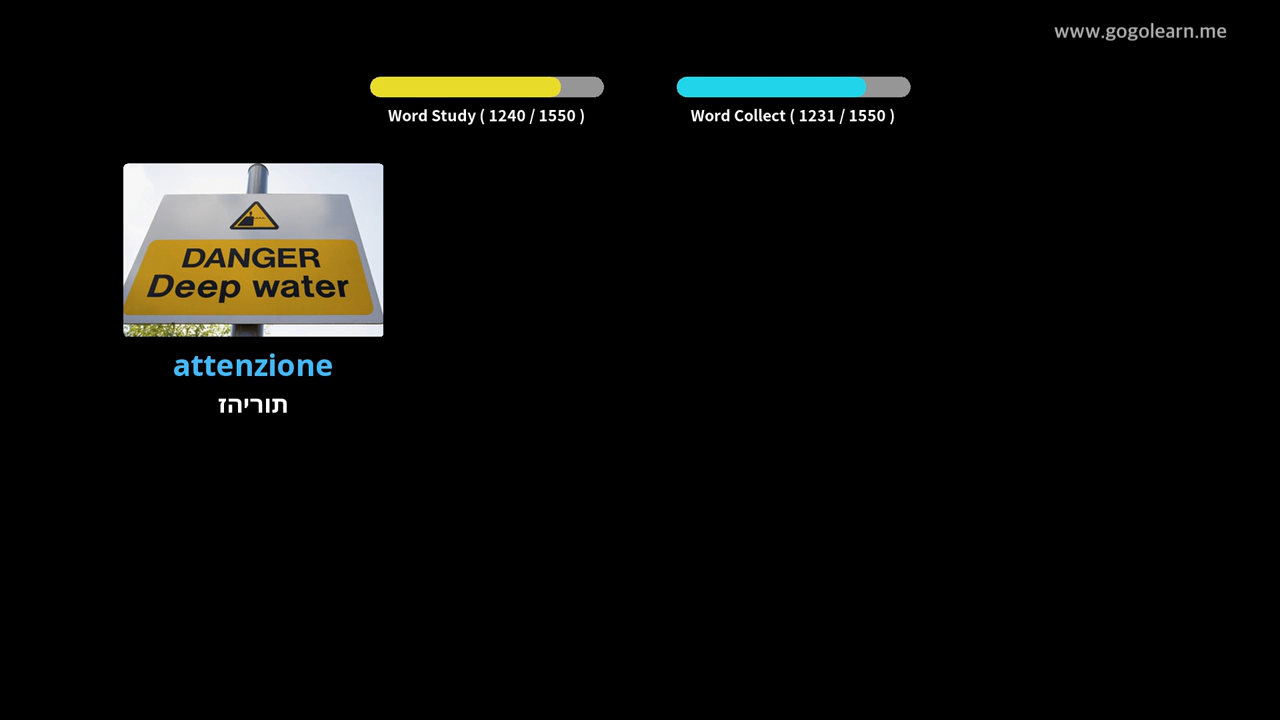 www.gogolearn.me
Word Study ( 1240 / 1550 )
Word Collect ( 1231 / 1550 )
DANGER
Deep water
attenzione
תוריהז